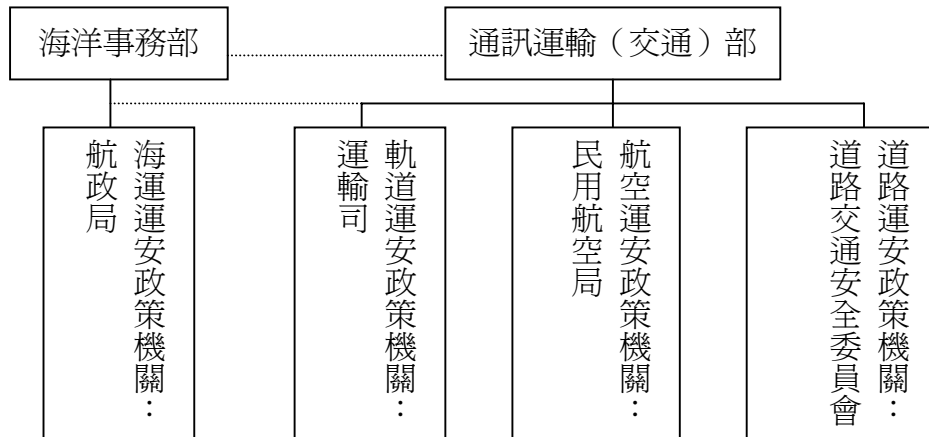 海洋事務部
通訊運輸（交通）部
海運運安政策機關：
航政局
軌道運安政策機關：
運輸司
航空運安政策機關：
民用航空局
道路運安政策機關：
道路交通安全委員會